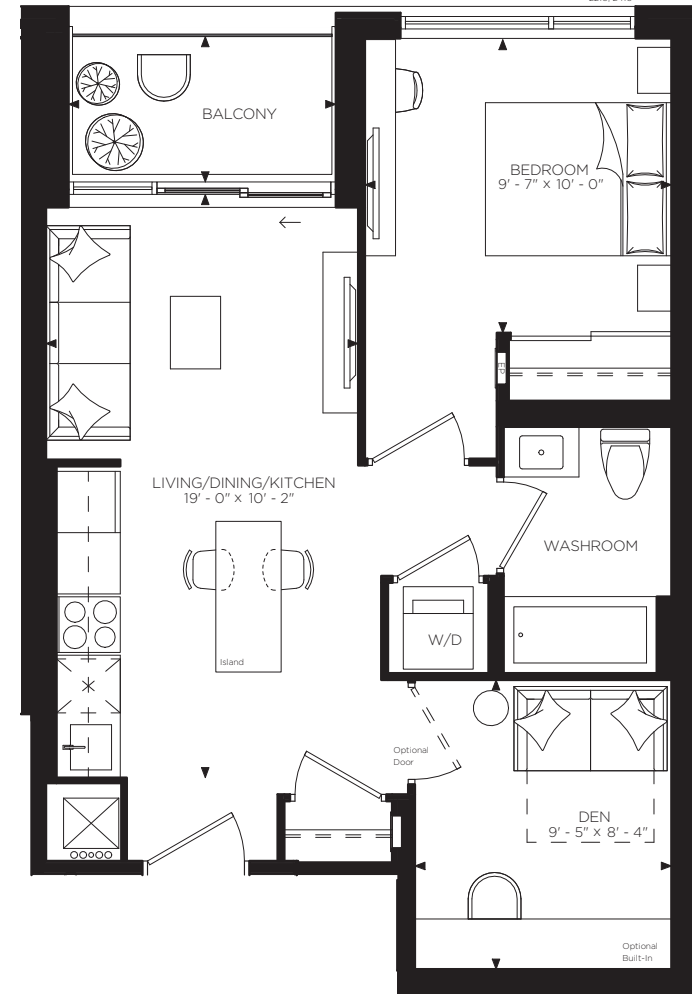 BALCONY
BEDROOM
9' - 7" x 10' - 0"
EP
LIVING/DINING/KITCHEN
19' - 0" x 10' - 2"
WASHROOM
W/D
Island
Optional
Door
DEN
9' - 5" x 8' - 4"
Optional
Built-In